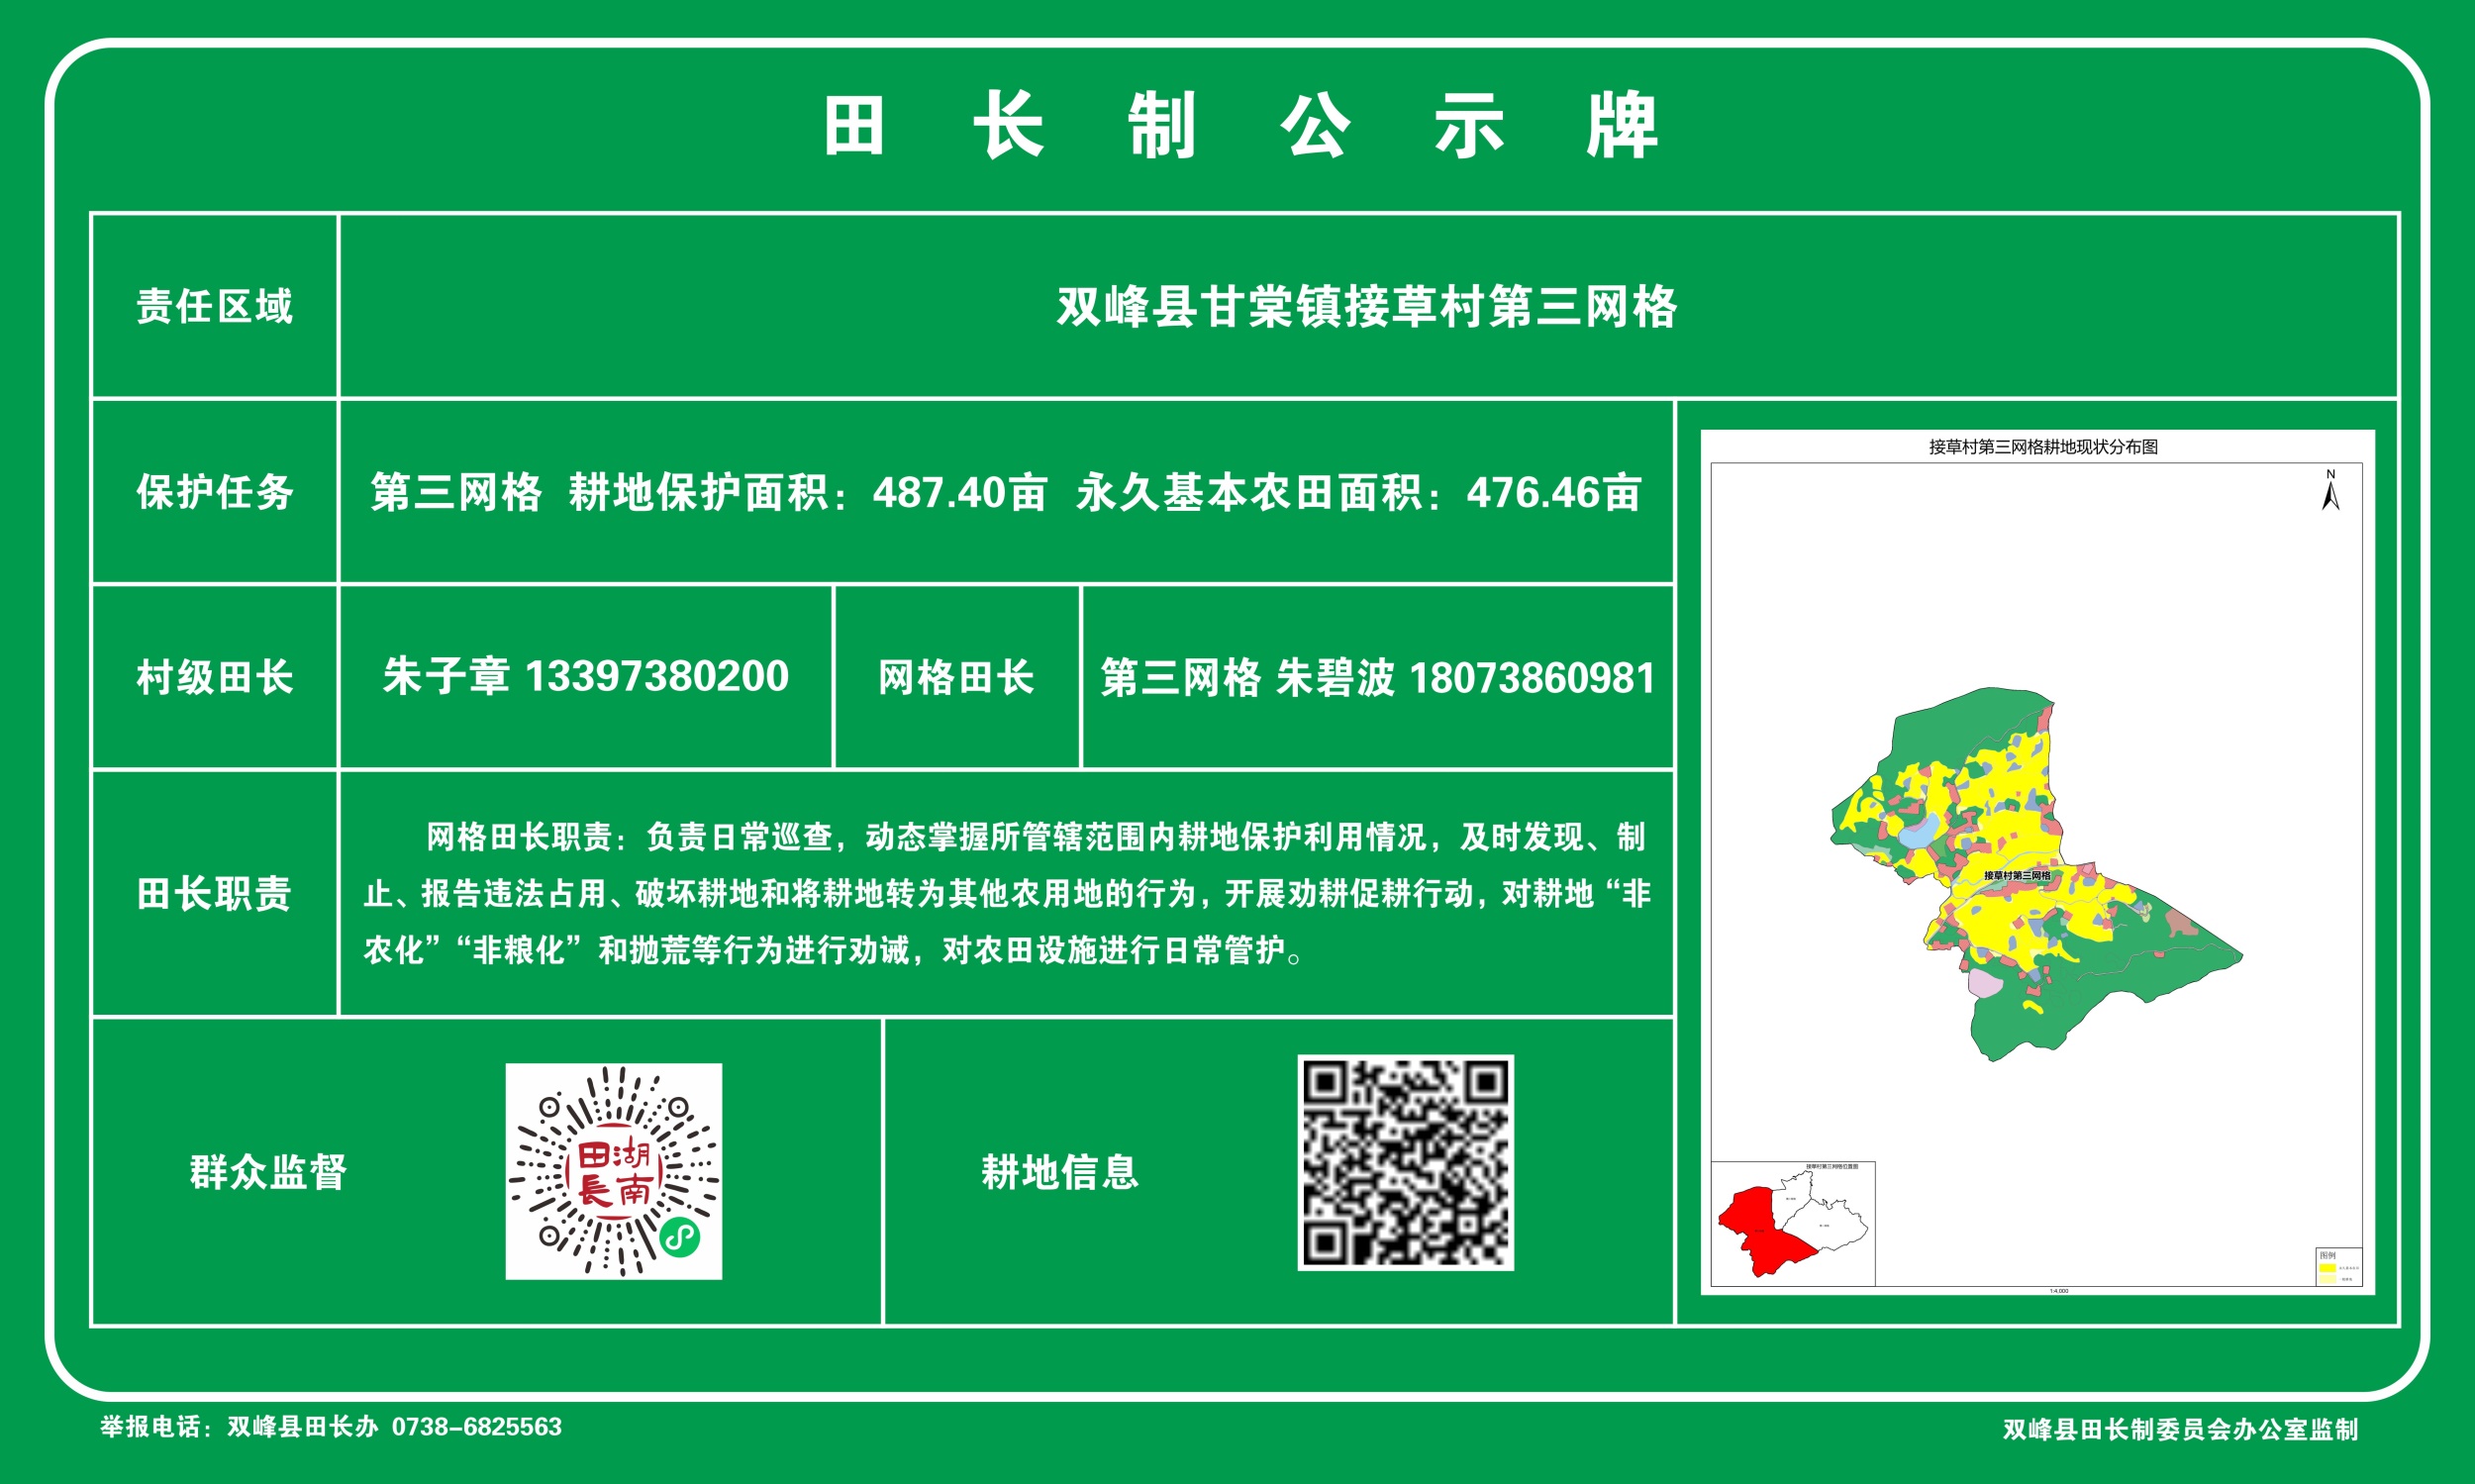 田长制公示牌
责任区域
双峰县甘棠镇接草村第三网格
保护任务
第三网格 耕地保护面积：487.40亩 永久基本农田面积：476.46亩
村级田长
朱子章 13397380200
网格田长
第三网格 朱碧波 18073860981
田长职责
网格田长职责：负责日常巡查，动态掌握所管辖范围内耕地保护利用情况，及时发现、制
止、报告违法占用、破坏耕地和将耕地转为其他农用地的行为，开展劝耕促耕行动，对耕地“非
农化”“非粮化”和抛荒等行为进行劝诫，对农田设施进行日常管护。
群众监督
田湖
長南
耕地信息
接草村第三网格耕地现状分布图
N
接草村第三网格
接草村第三网格位置图
图例
1:4,000
举报电话：双峰县田长办 0738-6825563
双峰县田长制委员会办公室监制